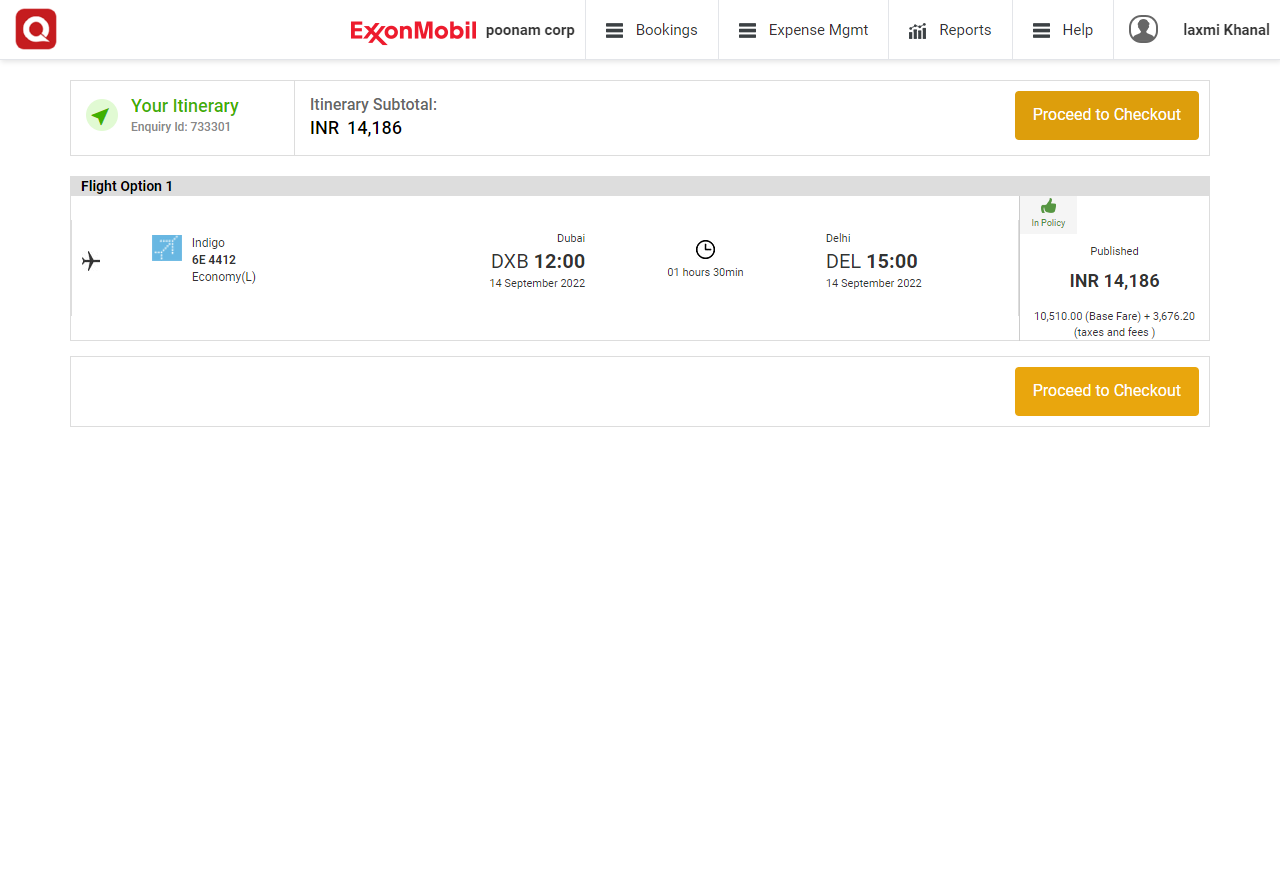 Q
ExxonMobil poonam corp Bookings Expense Mgmt Reports Help laxmi Khanal
Your Itinerary
Enquiry Id: 733301
Itinerary Subtotal:
INR 14,186
Proceed to Checkout
Flight Option 1
Indigo
6E 4412
Economy(L)
Dubai
DXB 12:00
14 September 2022
01 hours 30min
Delhi
DEL 15:00
14 September 2022
In Policy
Published
INR 14,186
10,510.00 (Base Fare) + 3,676.20
(taxes and fees )
Proceed to Checkout